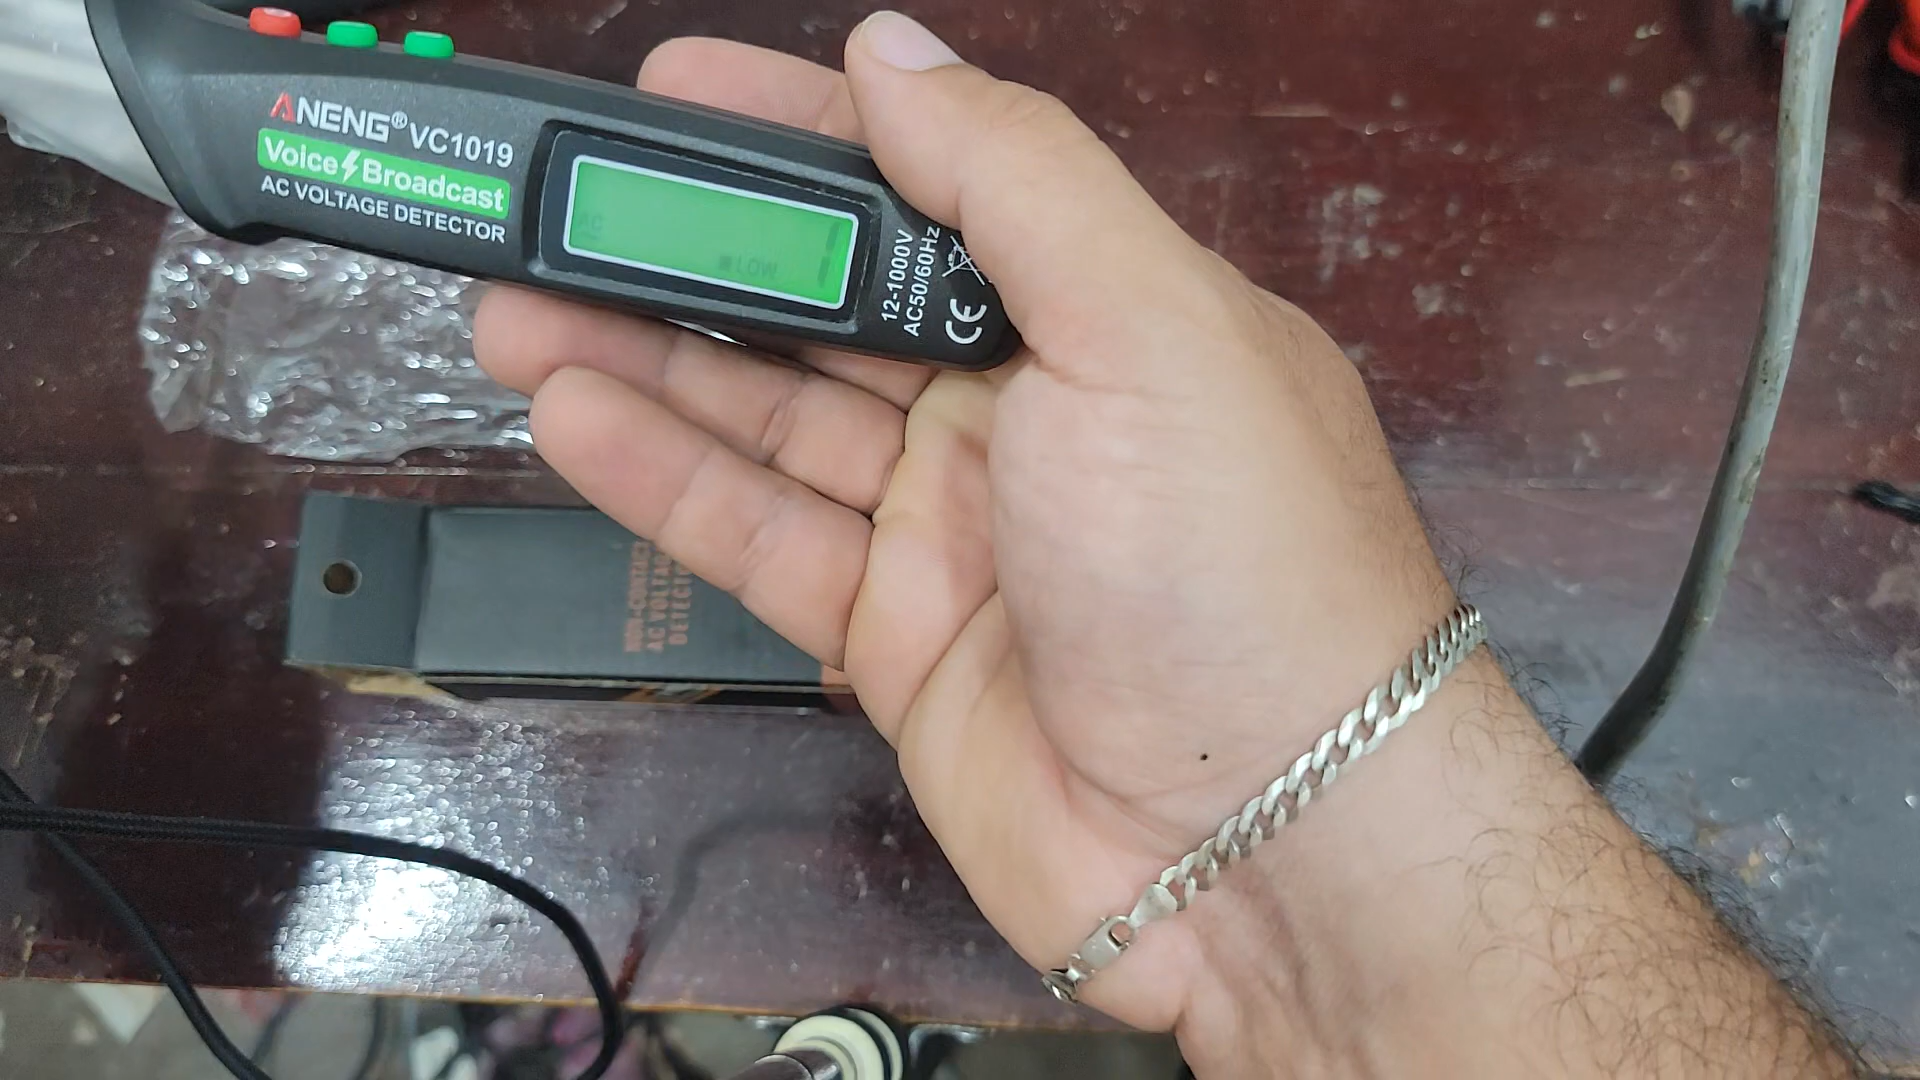 ANENG® VC1019
Voice Broadcast
AC VOLTAGE DETECTOR
AC
LOW
12-1000V
AC50/60Hz
CE
NON-CONTACT
AC VOLTAGE
DETECTOR